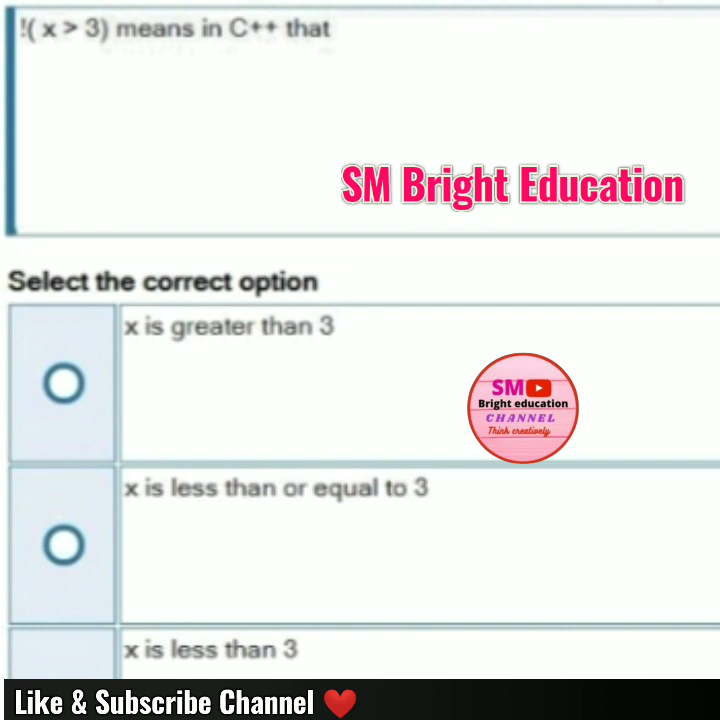 !( x > 3) means in C++ that
SM Bright Education
Select the correct option
x is greater than 3
SM
Bright education
CHANNEL
Think creatively
x is less than or equal to 3
x is less than 3
Like & Subscribe Channel ❤️